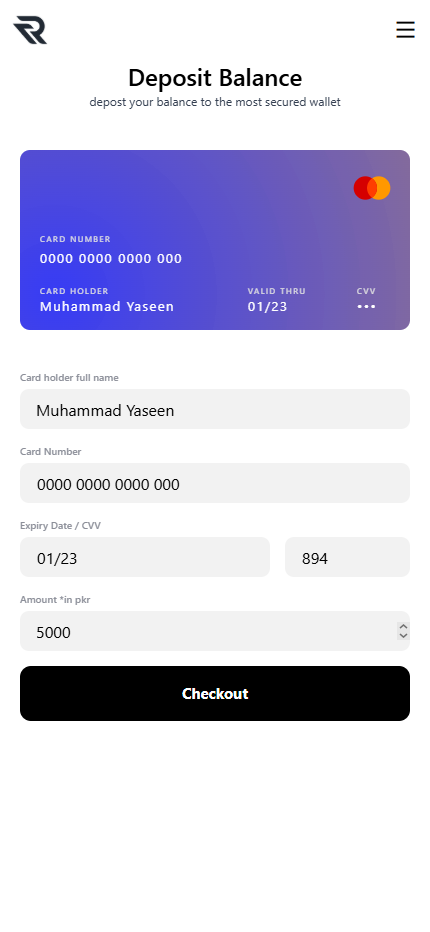 Deposit Balance
depost your balance to the most secured wallet
CARD NUMBER
0000 0000 0000 000
CARD HOLDER VALID THRU CVV
Muhammad Yaseen 01/23 •••
Card holder full name
Muhammad Yaseen
Card Number
0000 0000 0000 000
Expiry Date / CVV
01/23 894
Amount *in pkr
5000
Checkout